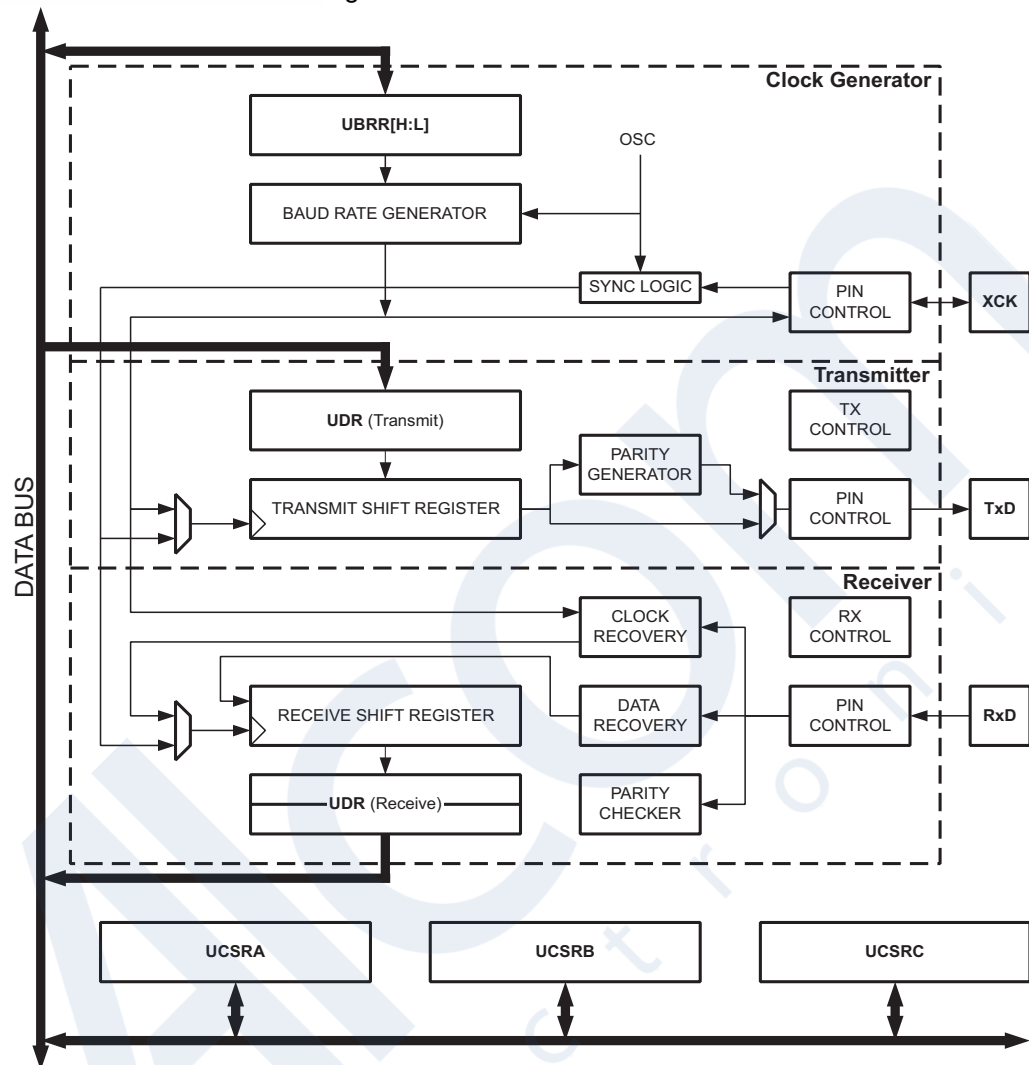 Clock Generator
UBRR[H:L]
OSC
BAUD RATE GENERATOR
SYNC LOGIC
PIN
CONTROL
XCK
Transmitter
UDR (Transmit)
TX
CONTROL
PARITY
GENERATOR
TRANSMIT SHIFT REGISTER
PIN
CONTROL
TxD
DATA BUS
Receiver
CLOCK
RECOVERY
RX
CONTROL
RECEIVE SHIFT REGISTER
DATA
RECOVERY
PIN
CONTROL
RxD
UDR (Receive)
PARITY
CHECKER
UCSRA
UCSRB
UCSRC